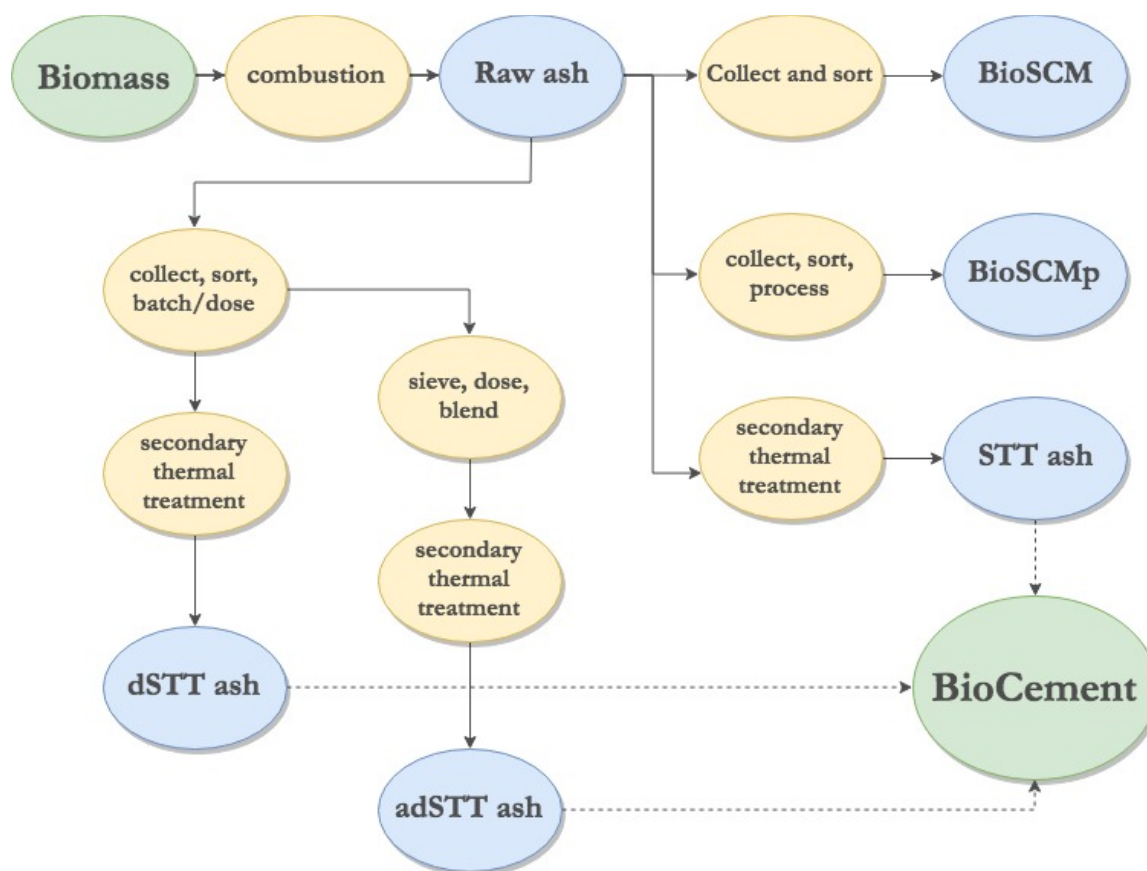 Biomass
combustion
Raw ash
Collect and sort
BioSCM
collect, sort,
batch/dose
collect, sort,
process
BioSCMp
sieve, dose,
blend
secondary
thermal
treatment
secondary
thermal
treatment
STT ash
secondary
thermal
treatment
dSTT ash
BioCement
adSTT ash